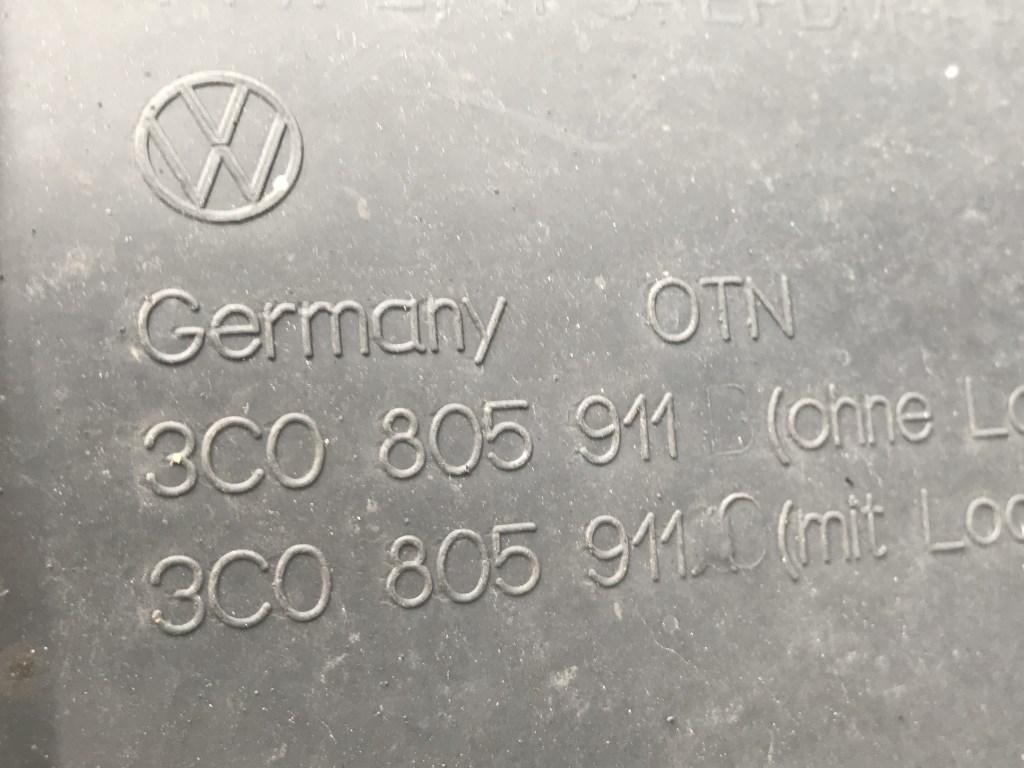 Germany OTN
3C0 805 911 D (ohne
3C0 805 911 C (mit